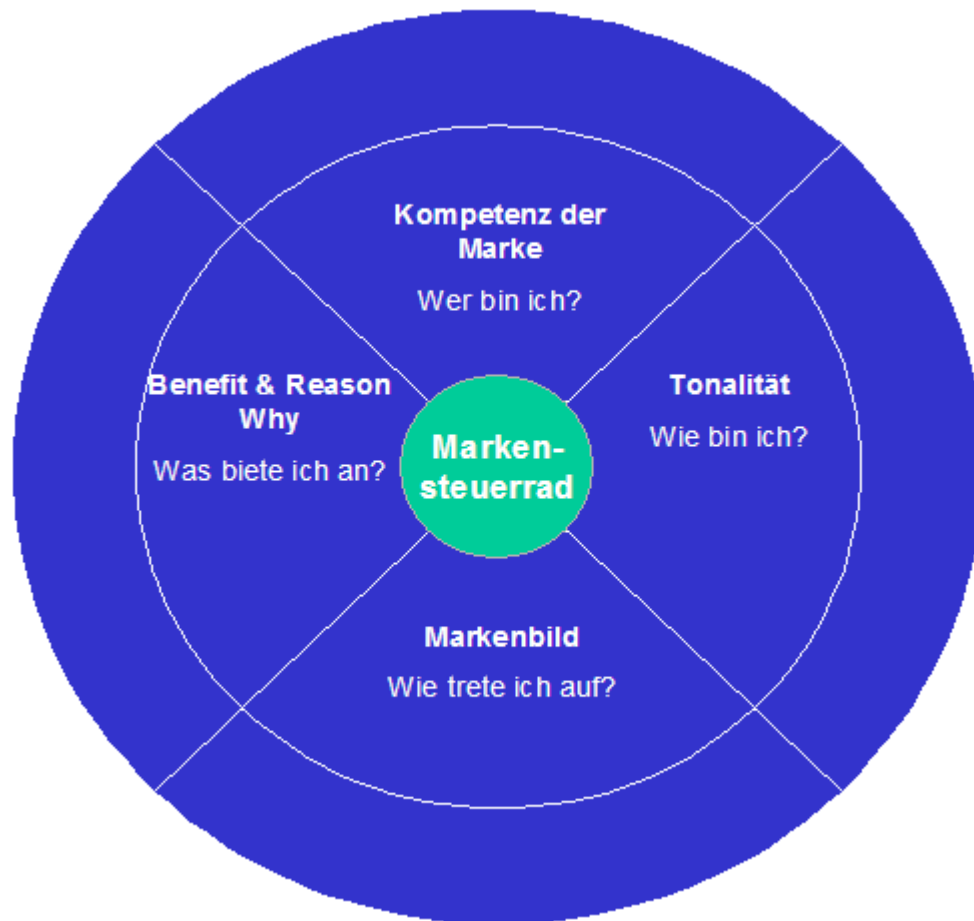 Kompetenz der
Marke
Wer bin ich?
Benefit & Reason
Why
Was biete ich an?
Tonalität
Wie bin ich?
Marken-
steuerrad
Markenbild
Wie trete ich auf?